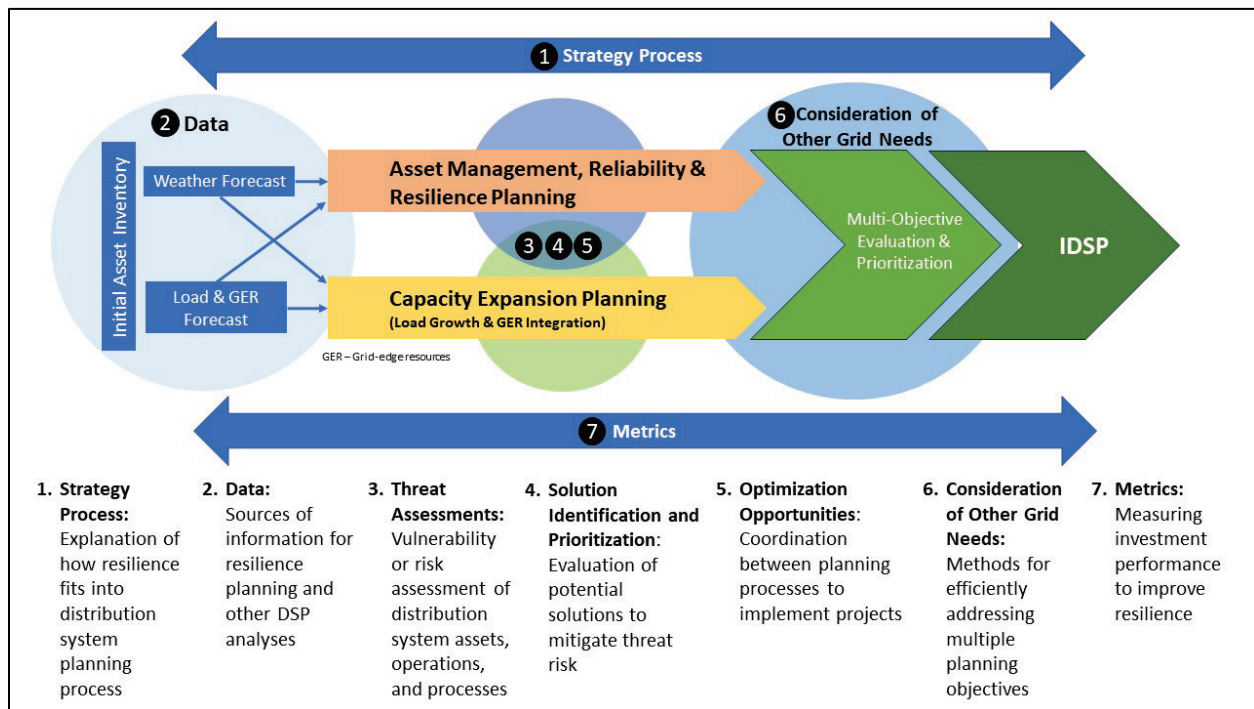 1 Strategy Process
2 Data
Initial Asset Inventory
Weather Forecast
Load & GER
Forecast
Asset Management, Reliability &
Resilience Planning
3 4 5
Capacity Expansion Planning
(Load Growth & GER Integration)
GER – Grid-edge resources
6 Consideration of
Other Grid Needs
Multi-Objective
Evaluation &
Prioritization
IDSP
7 Metrics
1. Strategy
Process:
Explanation of
how resilience
fits into
distribution
system
planning
process
2. Data:
Sources of
information for
resilience
planning and
other DSP
analyses
3. Threat
Assessments:
Vulnerability
or risk
assessment of
distribution
system assets,
operations,
and processes
4. Solution
Identification and
Prioritization:
Evaluation of
potential
solutions to
mitigate threat
risk
5. Optimization
Opportunities:
Coordination
between planning
processes to
implement projects
6. Consideration
of Other Grid
Needs:
Methods for
efficiently
addressing
multiple
planning
objectives
7. Metrics:
Measuring
investment
performance
to improve
resilience